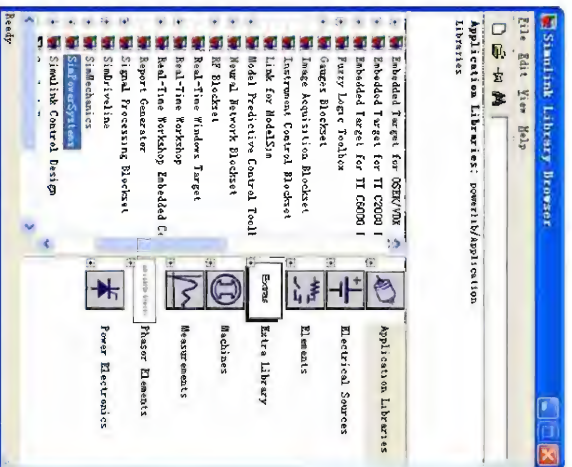 Simulink Library Browser
File Edit View Help
Application Libraries: powerlib/Application
Libraries
Embedded Target for OSEK/VDX
Embedded Target for TI C2000 (
Embedded Target for TI C6000 (
Fuzzy Logic Toolbox
Gauges Blockset
Image Acquisition Blockset
Instrument Control Blockset
Link for ModelSim
Model Predictive Control Toolb
Neural Network Blockset
RF Blockset
Real-Time Windows Target
Real-Time Workshop
Real-Time Workshop Embedded Co
Report Generator
Signal Processing Blockset
SimDriveline
SimMechanics
SimPowerSystems
Simulink Control Design
Application Libraries
Electrical Sources
Elements
Extras
Extra Library
Machines
Measurements
Phasor Elements
Power Electronics
Ready